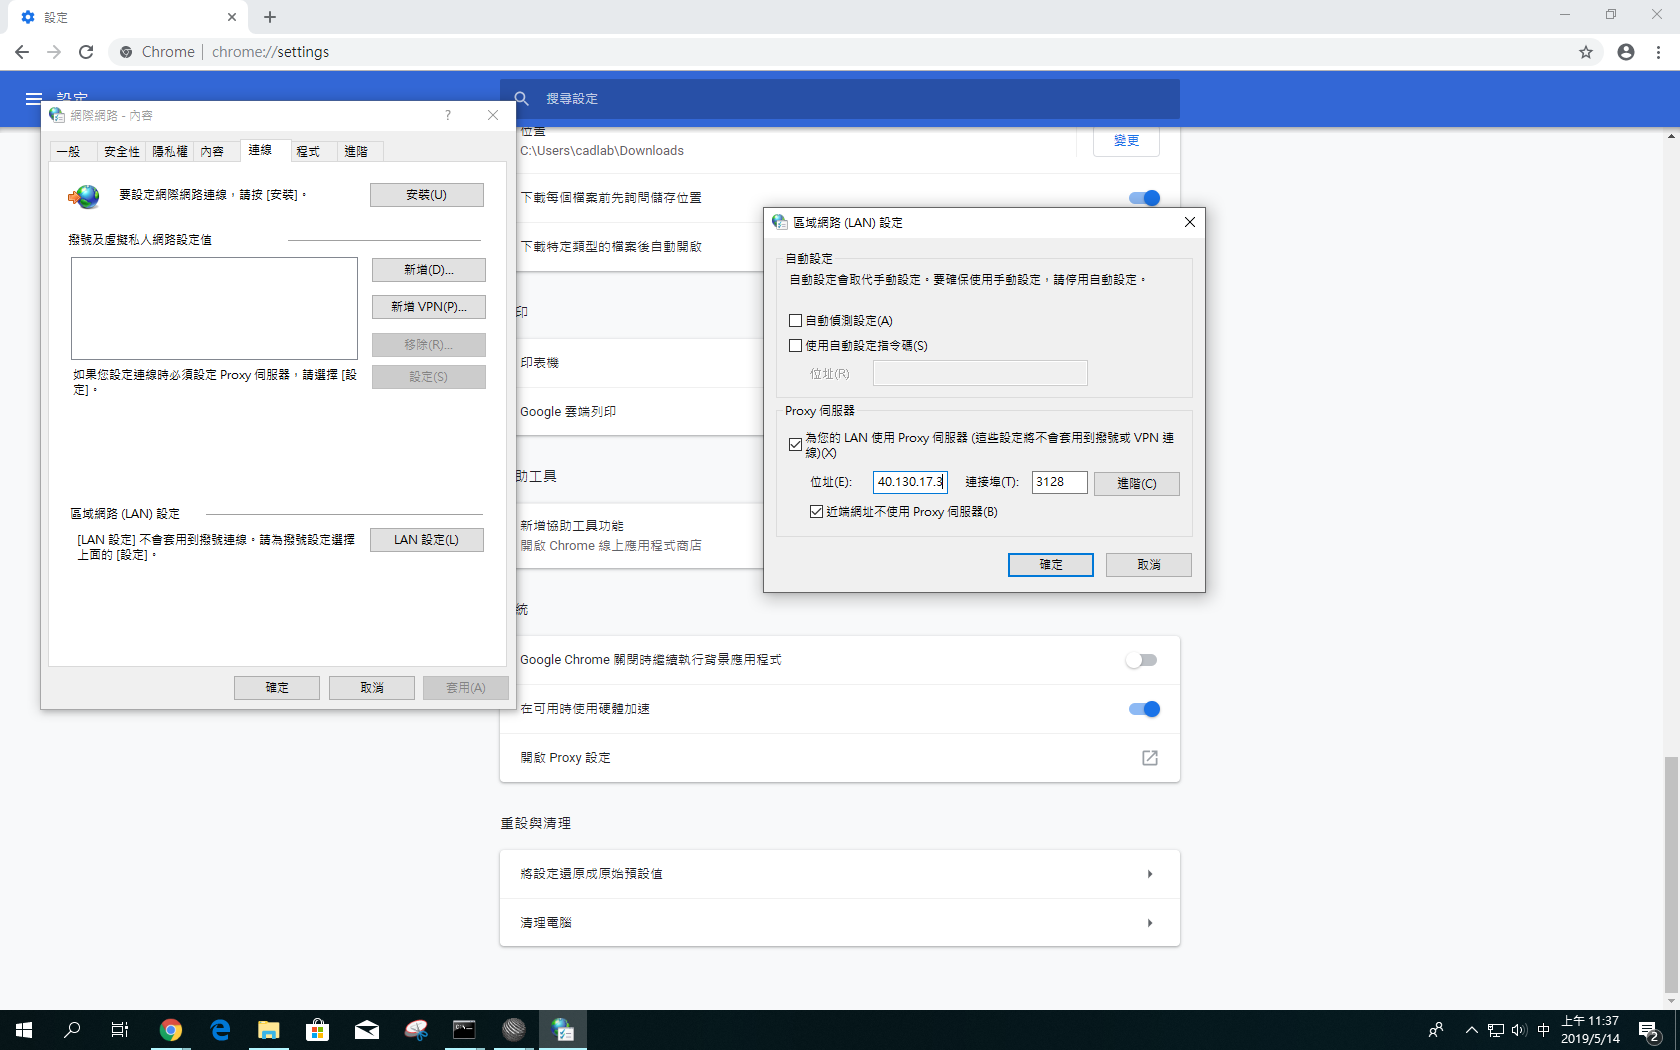 設定
Chrome
chrome://settings
設定
搜尋設定
位置
C:\Users\cadlab\Downloads
變更
下載每個檔案前先詢問儲存位置
下載特定類型的檔案後自動開啟
印
印表機
Google 雲端列印
助工具
新增協助工具功能
開啟 Chrome 線上應用程式商店
統
Google Chrome 關閉時繼續執行背景應用程式
在可用時使用硬體加速
開啟 Proxy 設定
重設與清理
將設定還原成原始預設值
清理電腦
網際網路 - 內容
一般 安全性 隱私權 內容 連線 程式 進階
要設定網際網路連線，請按 [安裝]。
安裝(U)
撥號及虛擬私人網路設定值
新增(D)...
新增 VPN(P)...
移除(R)...
設定(S)
如果您設定連線時必須設定 Proxy 伺服器，請選擇 [設
定]。
區域網路 (LAN) 設定
[LAN 設定] 不會套用到撥號連線。請為撥號設定選擇
上面的 [設定]。
LAN 設定(L)
確定 取消 套用(A)
區域網路 (LAN) 設定
自動設定
自動設定會取代手動設定。要確保使用手動設定，請停用自動設定。
自動偵測設定(A)
使用自動設定指令碼(S)
位址(R)
Proxy 伺服器
為您的 LAN 使用 Proxy 伺服器 (這些設定將不會套用到撥號或 VPN 連
線)(X)
位址(E): 40.130.17.3 連接埠(T): 3128 進階(C)
近端網址不使用 Proxy 伺服器(B)
確定 取消
中
上午 11:37
2019/5/14
2